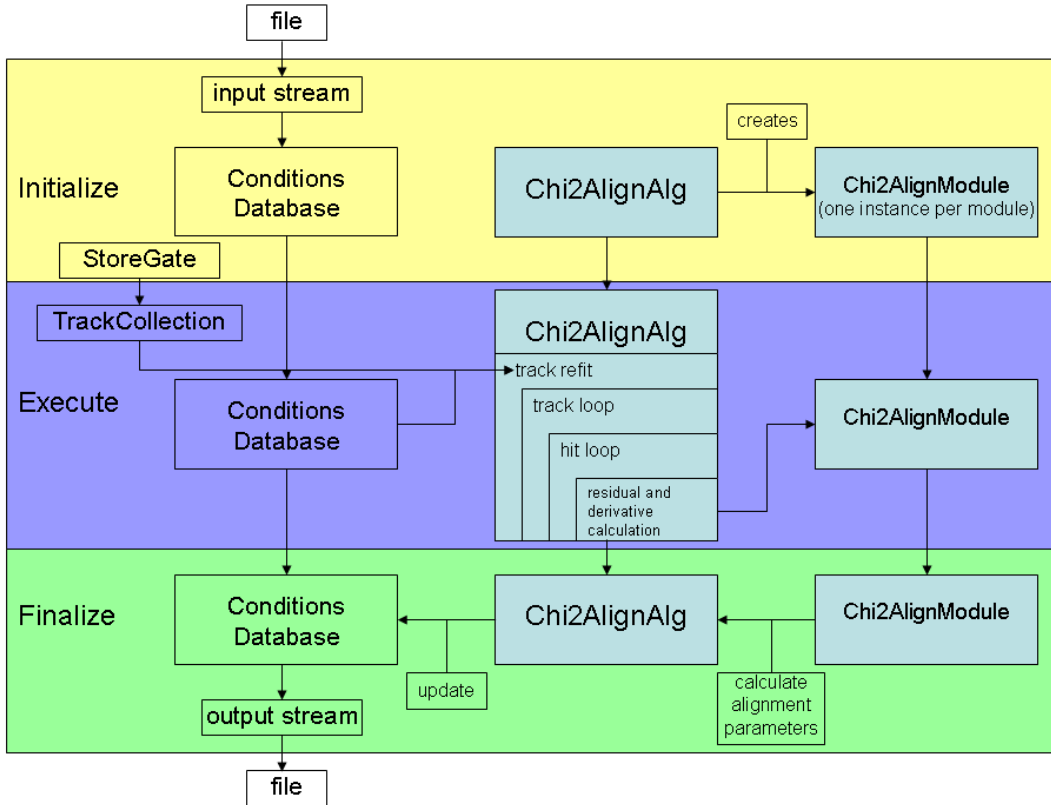 file
input stream
creates
Initialize
Conditions
Database
Chi2AlignAlg
Chi2AlignModule
(one instance per module)
StoreGate
TrackCollection
Execute
Conditions
Database
Chi2AlignAlg
track refit
track loop
hit loop
residual and
derivative
calculation
Chi2AlignModule
Finalize
Conditions
Database
Chi2AlignAlg
Chi2AlignModule
update
calculate
alignment
parameters
output stream
file